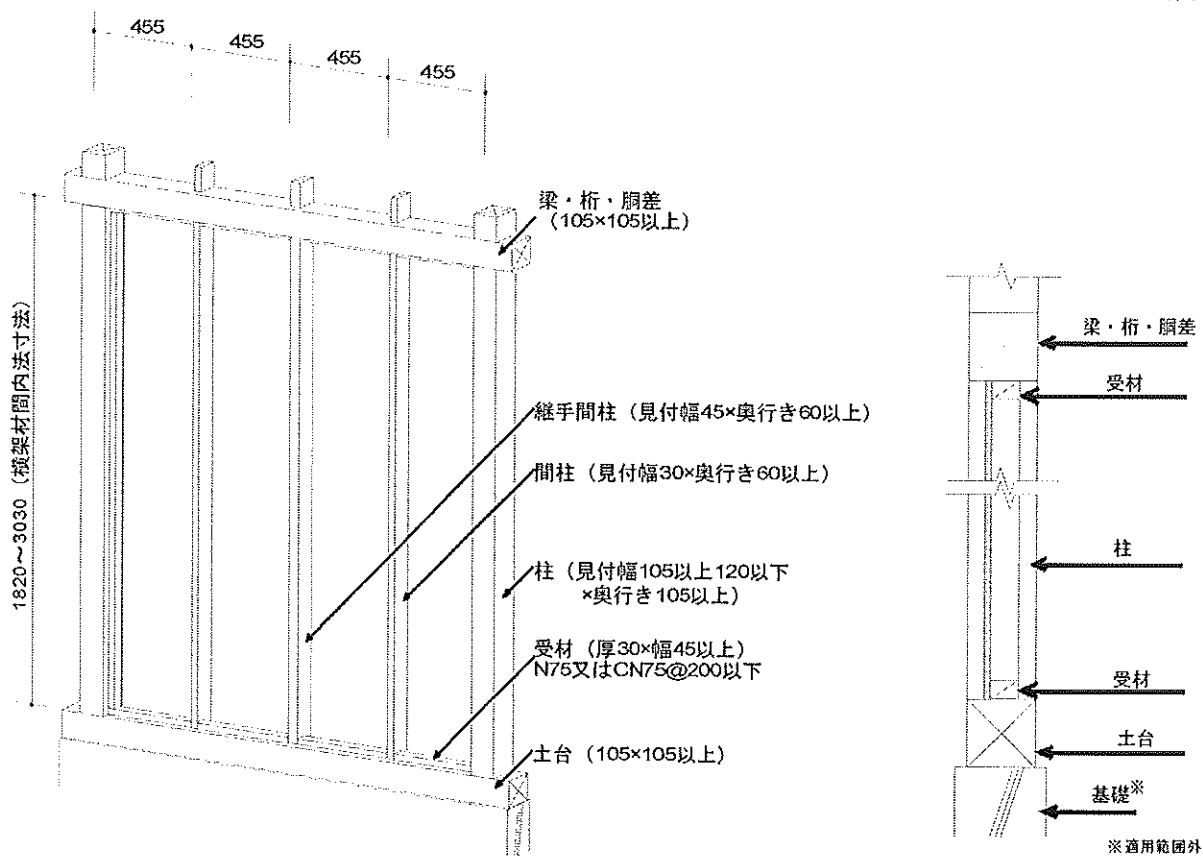 455
455
455
455
梁・桁・胴差
（105×105以上）
1820～3030（横架材間内法寸法）
継手間柱（見付幅45×奥行き60以上）
間柱（見付幅30×奥行き60以上）
柱（見付幅105以上120以下
×奥行き105以上）
受材（厚30×幅45以上）
N75又はCN75@200以下
土台（105×105以上）
梁・桁・胴差
受材
柱
受材
土台
基礎※
※適用範囲外